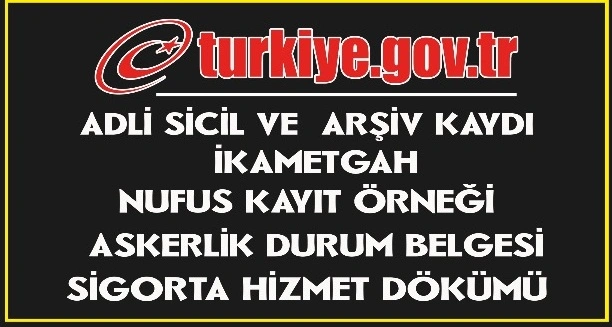 turkiye.gov.tr
ADLİ SİCİL VE ARŞİV KAYDI
İKAMETGAH
NUFUS KAYIT ÖRNEĞİ
ASKERLİK DURUM BELGESİ
SİGORTA HİZMET DÖKÜMÜ